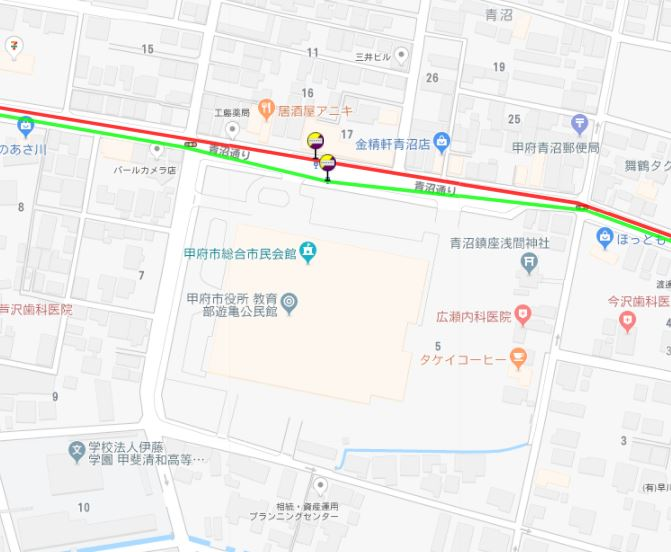 青沼
15
11
三井ビル
19
26
16
居酒屋アニキ
工藤薬局
25
17
金精軒青沼店
甲府青沼郵便局
のあさ川
青沼通り
パールカメラ店
舞鶴タク
青沼通り
8
甲府市総合市民会館
青沼鎮座浅間神社
ほっとも
7
甲府市役所 教育
部遊亀公民館
渡邊
芦沢歯科医院
広瀬内科医院
今沢歯科医
4
5
タケイコーヒー
3
9
3
学校法人伊藤
学園 甲斐清和高等…
(有)早川
10
相続・資産運用
プランニングセンター